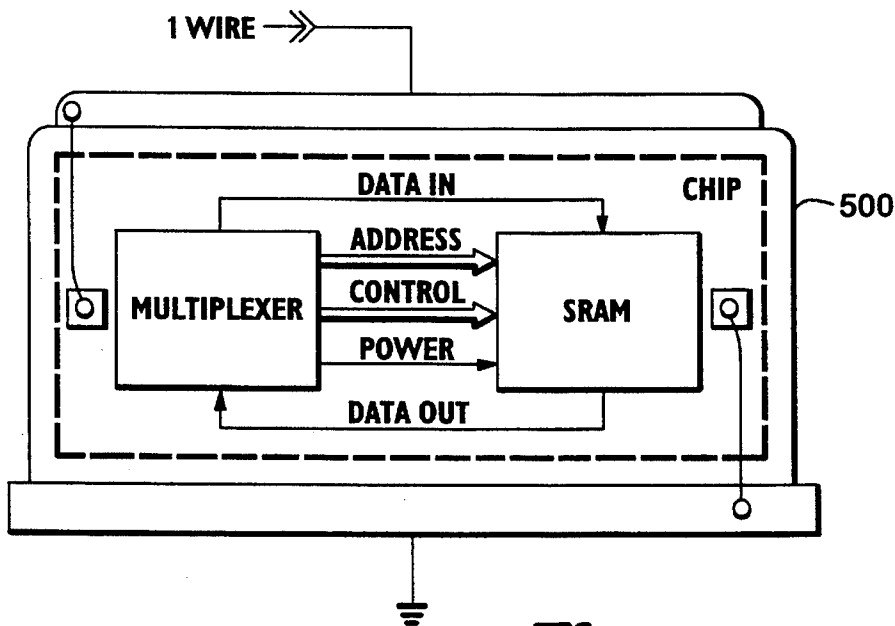 1 WIRE
DATA IN
CHIP
500
ADDRESS
MULTIPLEXER
CONTROL
SRAM
POWER
DATA OUT